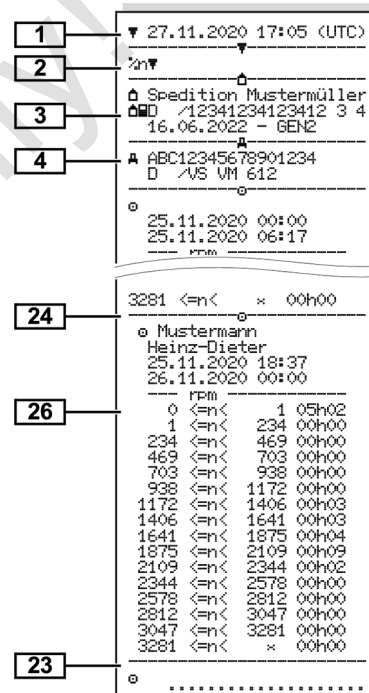 1 ▼ 27.11.2020 17:05 (UTC)
2 %n▼
Spedition Mustermüller
3 D /12341234123412 3 4
16.06.2022 - GEN2
4 A ABC12345678901234
D /VS VM 612
25.11.2020 00:00
25.11.2020 06:17
--- rpm ---
3281 <=n< × 00h00
24
Mustermann
Heinz-Dieter
25.11.2020 18:37
26.11.2020 00:00
--- rpm ---
26 0 <=n< 1 05h02
1 <=n< 234 00h00
234 <=n< 469 00h00
469 <=n< 703 00h00
703 <=n< 938 00h00
938 <=n< 1172 00h00
1172 <=n< 1406 00h03
1406 <=n< 1641 00h03
1641 <=n< 1875 00h04
1875 <=n< 2109 00h09
2109 <=n< 2344 00h02
2344 <=n< 2578 00h00
2578 <=n< 2812 00h00
2812 <=n< 3047 00h00
3047 <=n< 3281 00h00
3281 <=n< × 00h00
23